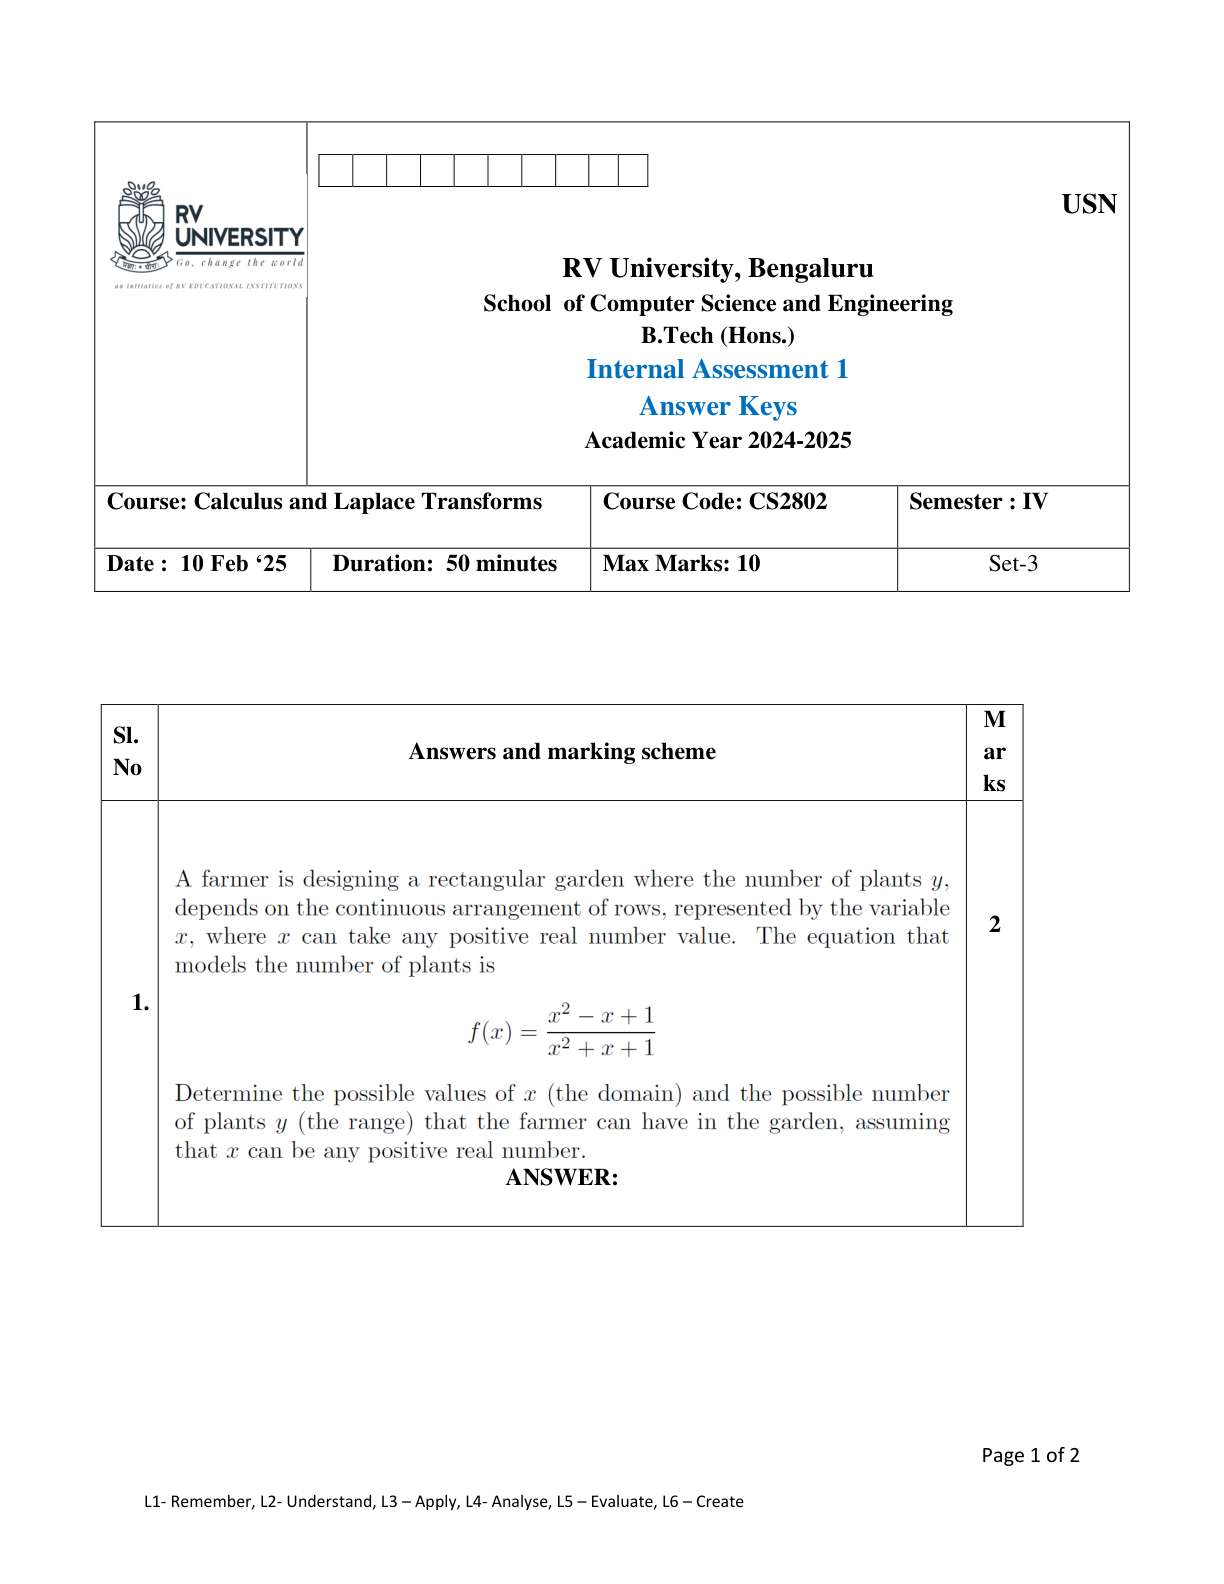 RV
UNIVERSITY
Go, change the world
an initiative of RV EDUCATIONAL INSTITUTIONS
USN
RV University, Bengaluru
School of Computer Science and Engineering
B.Tech (Hons.)
Internal Assessment 1
Answer Keys
Academic Year 2024-2025
Course: Calculus and Laplace Transforms
Course Code: CS2802
Semester : IV
Date : 10 Feb ‘25
Duration: 50 minutes
Max Marks: 10
Set-3
Sl.
No
Answers and marking scheme
M
ar
ks
1.
A farmer is designing a rectangular garden where the number of plants y,
depends on the continuous arrangement of rows, represented by the variable
x, where x can take any positive real number value. The equation that
models the number of plants is
f(x) = \frac{x^2 - x + 1}{x^2 + x + 1}
Determine the possible values of x (the domain) and the possible number
of plants y (the range) that the farmer can have in the garden, assuming
that x can be any positive real number.
ANSWER:
2
Page 1 of 2
L1- Remember, L2- Understand, L3 – Apply, L4- Analyse, L5 – Evaluate, L6 – Create